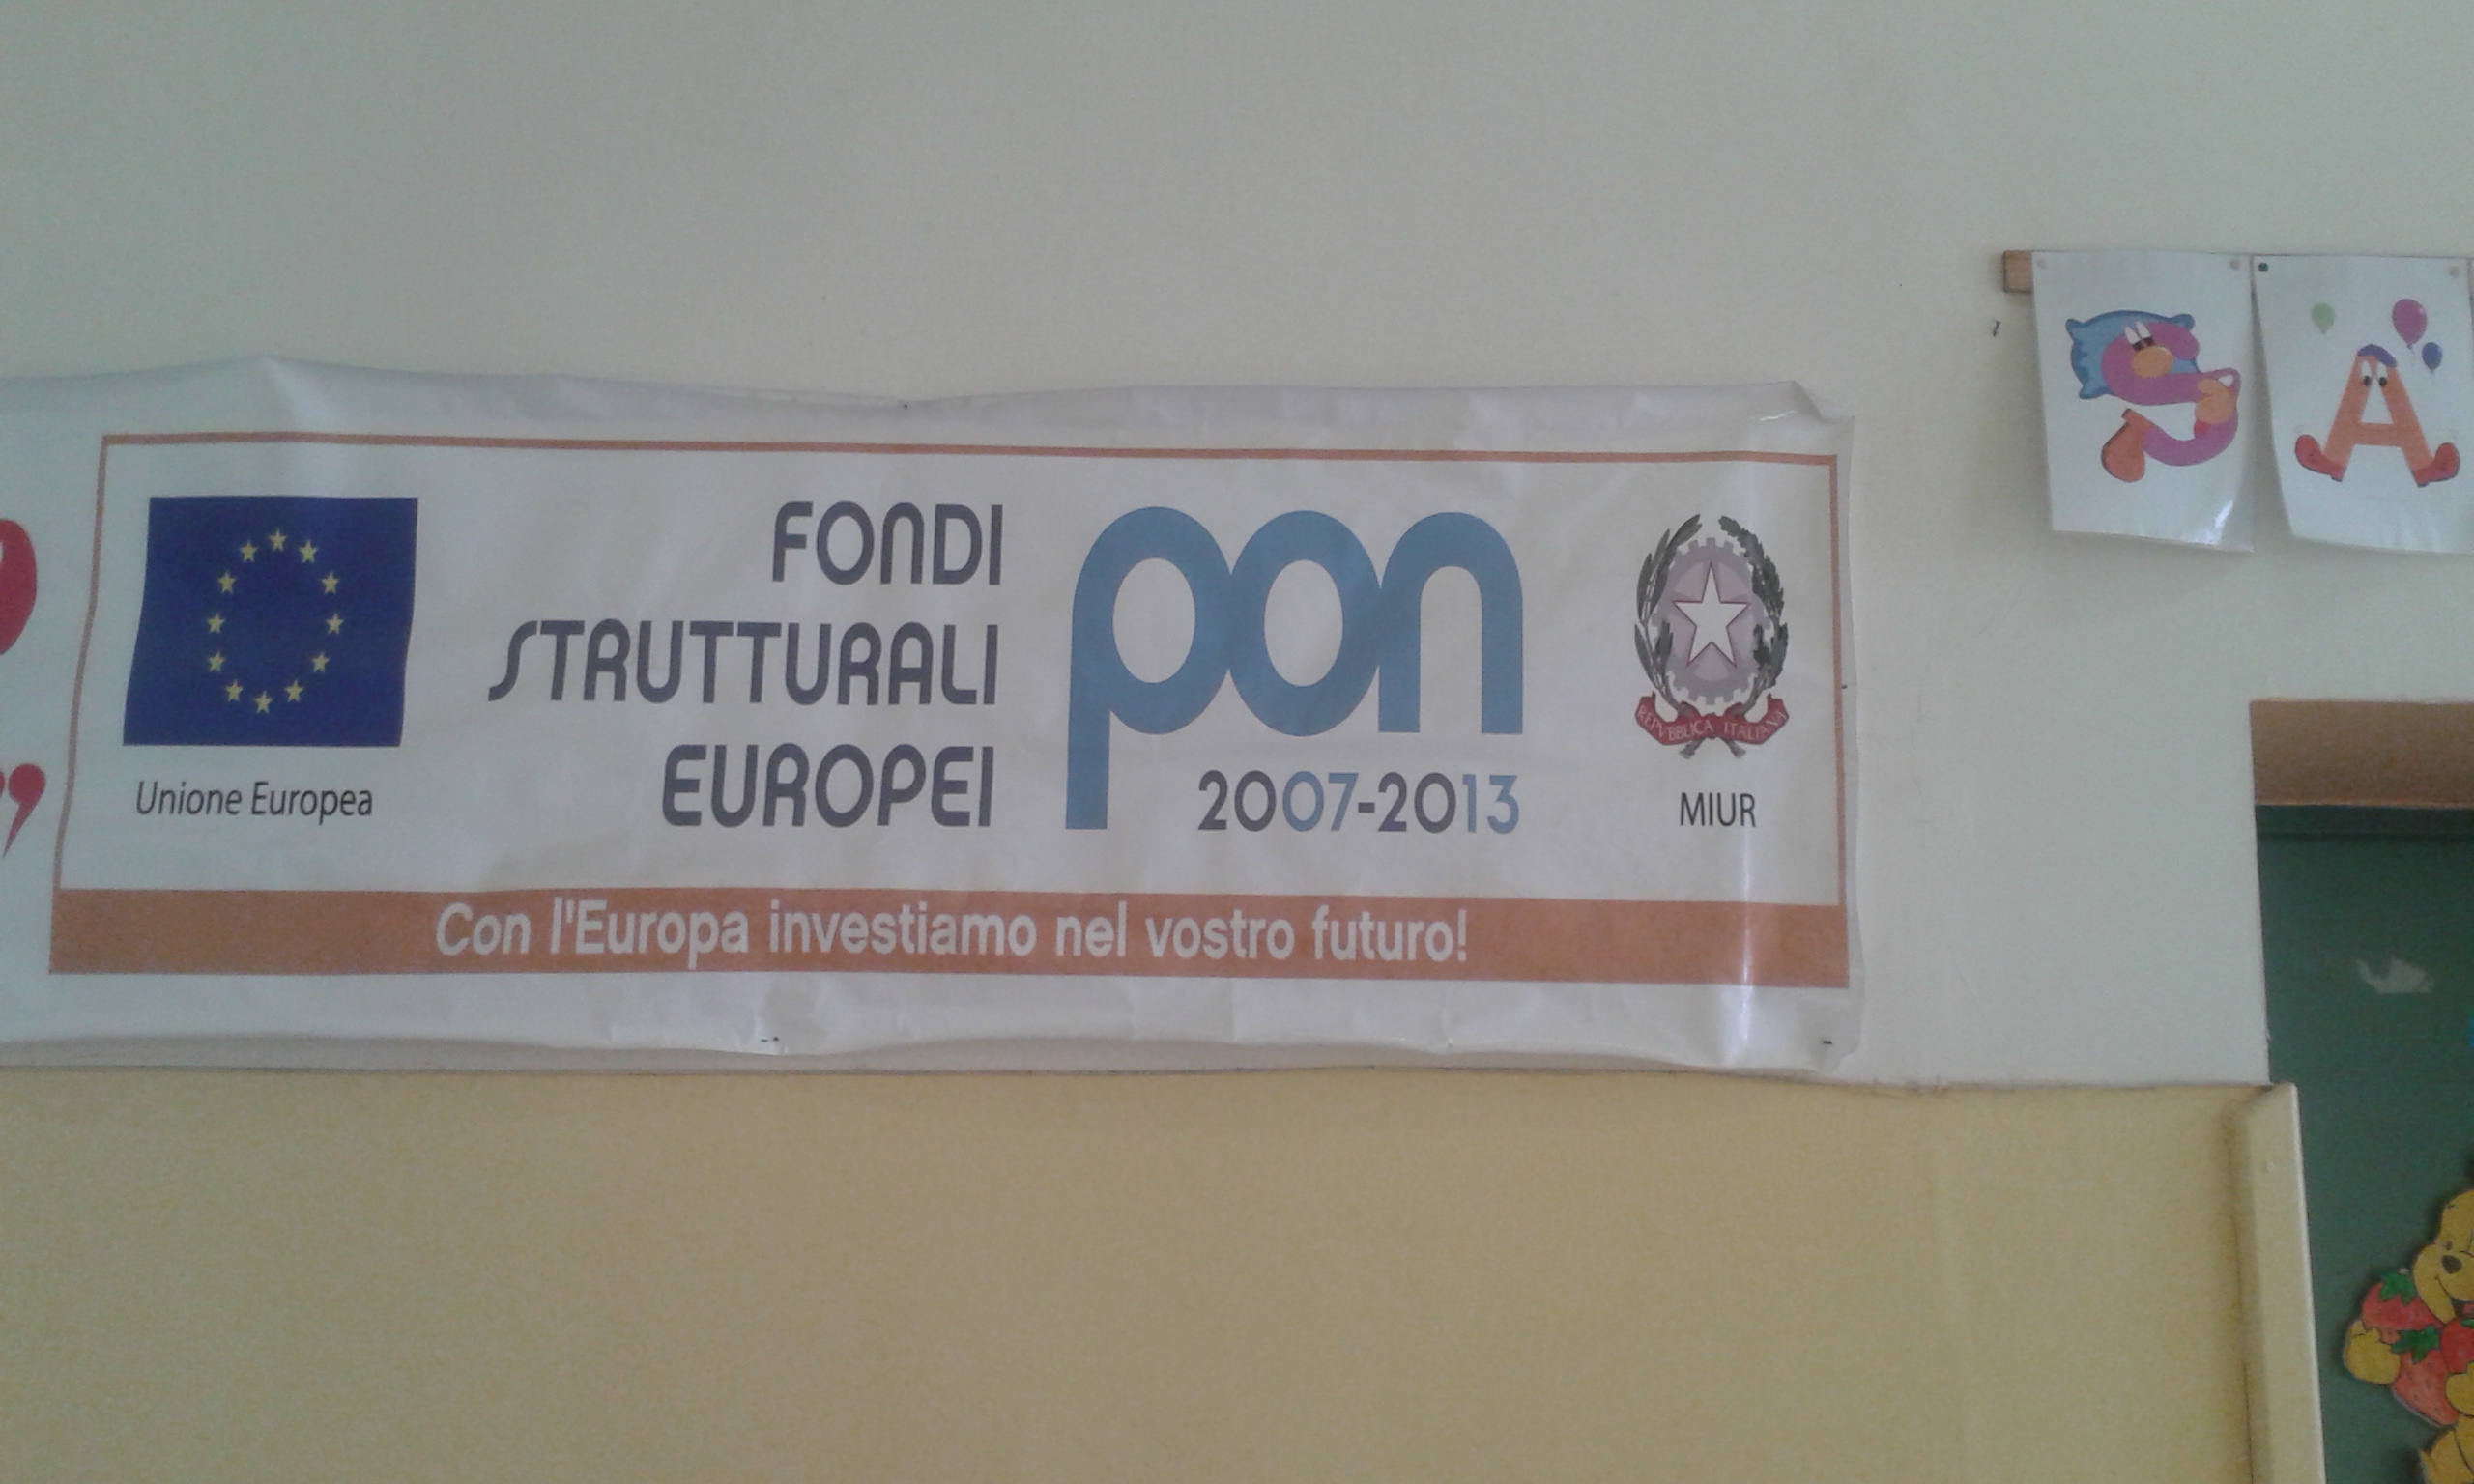 Unione Europea
FONDI
STRUTTURALI
EUROPEI
pon
2007-2013
REPVBBLICA ITALIANA
MIUR
Con l'Europa investiamo nel vostro futuro!
S A